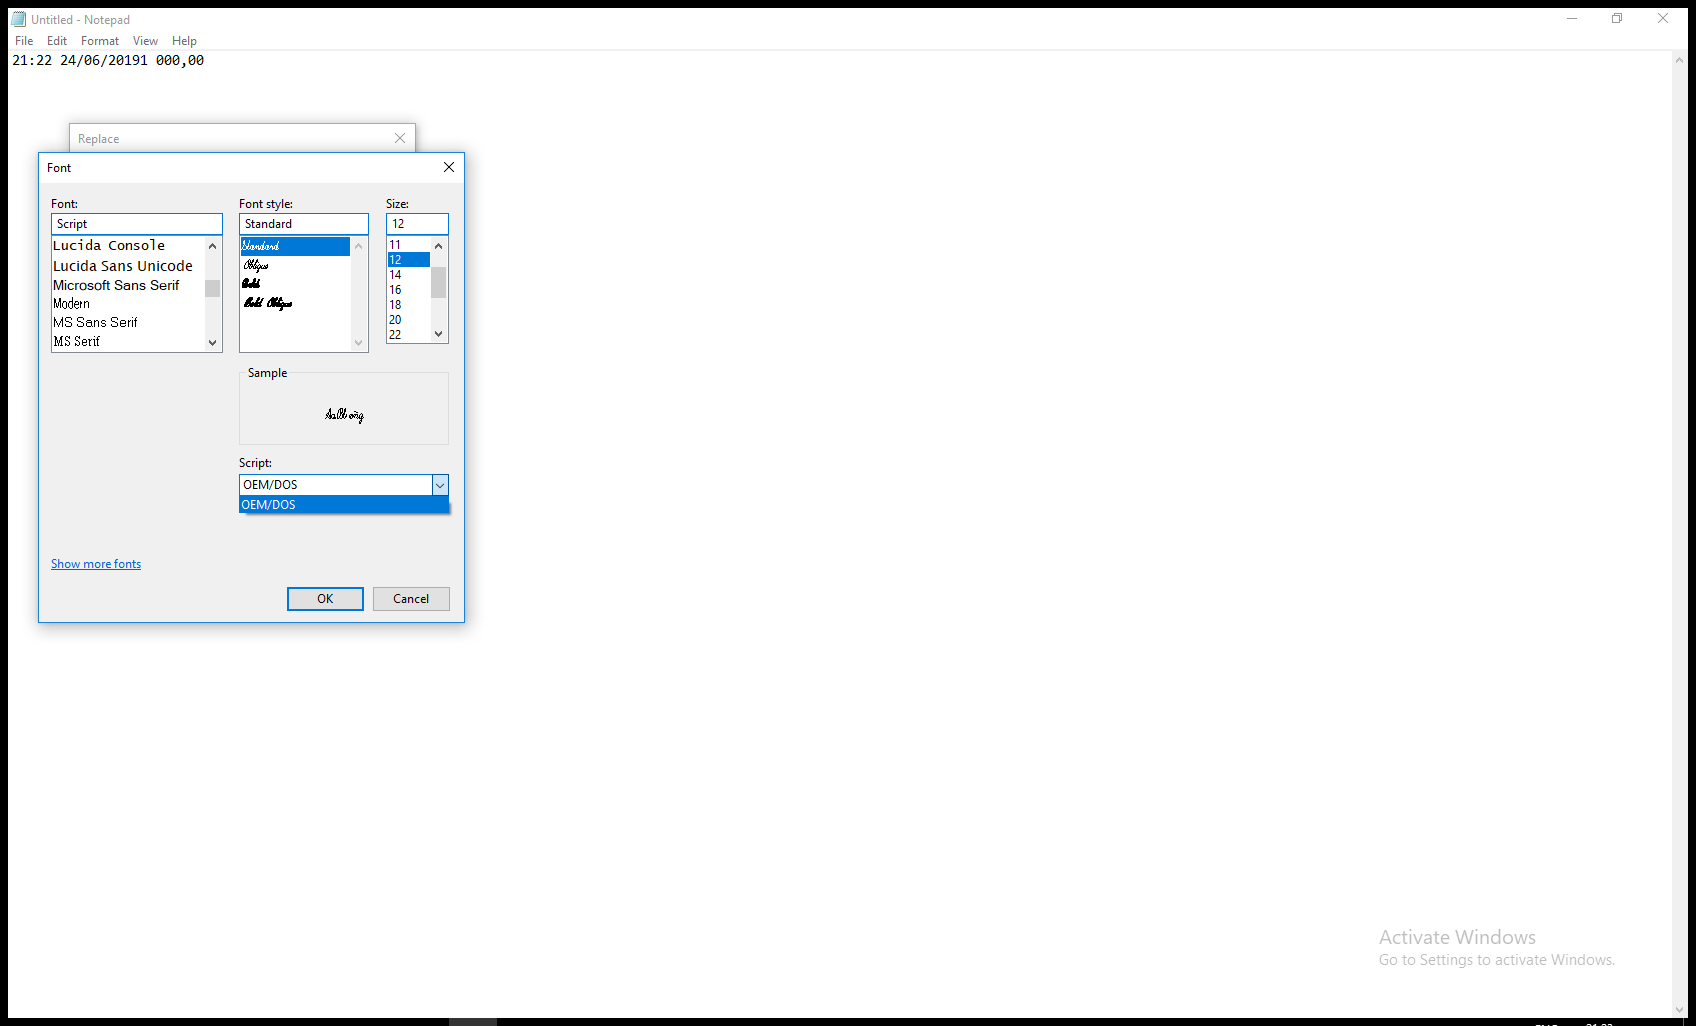 Untitled - Notepad
File Edit Format View Help
21:22 24/06/20191 000,00
Replace
Font
Font:
Script
Lucida Console
Lucida Sans Unicode
Microsoft Sans Serif
Modern
MS Sans Serif
MS Serif
Font style:
Standard
Standard
Oblique
Bold
Bold Oblique
Size:
12
11
12
14
16
18
20
22
Sample
Script:
OEM/DOS
OEM/DOS
Show more fonts
OK Cancel
Activate Windows
Go to Settings to activate Windows.